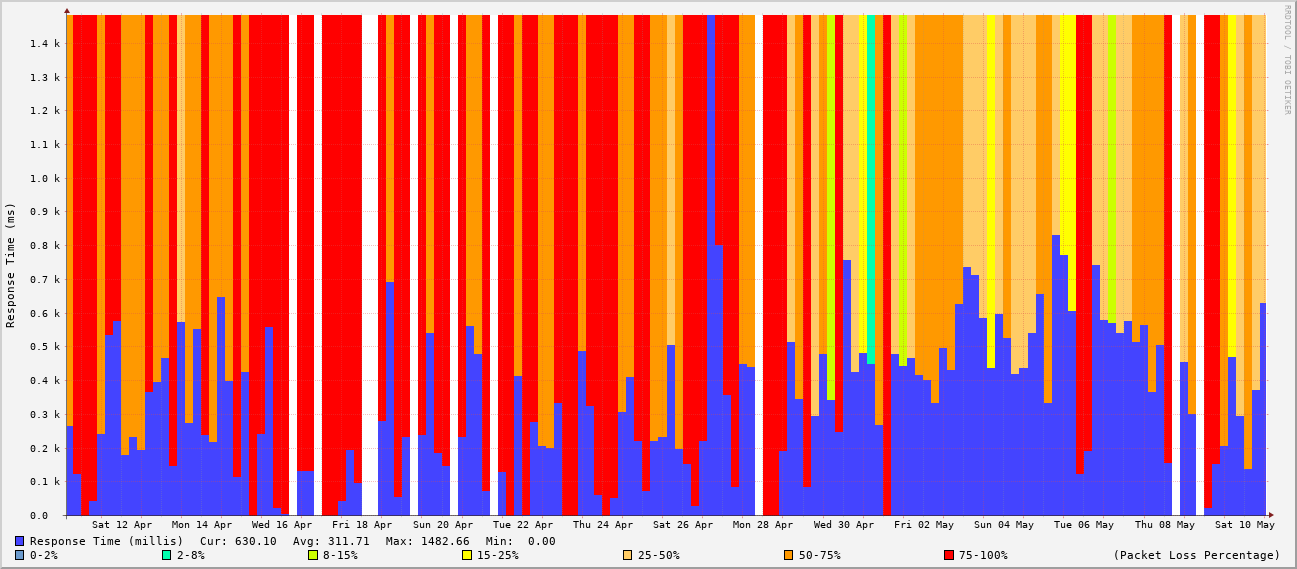 RRDTOOL / TOBI OETIKER
Response Time (ms)
1.4 k
1.3 k
1.2 k
1.1 k
1.0 k
0.9 k
0.8 k
0.7 k
0.6 k
0.5 k
0.4 k
0.3 k
0.2 k
0.1 k
0.0
Sat 12 Apr Mon 14 Apr Wed 16 Apr Fri 18 Apr Sun 20 Apr Tue 22 Apr Thu 24 Apr Sat 26 Apr Mon 28 Apr Wed 30 Apr Fri 02 May Sun 04 May Tue 06 May Thu 08 May Sat 10 May
Response Time (millis) Cur: 630.10 Avg: 311.71 Max: 1482.66 Min: 0.00
0-2% 2-8% 8-15% 15-25% 25-50% 50-75% 75-100% (Packet Loss Percentage)